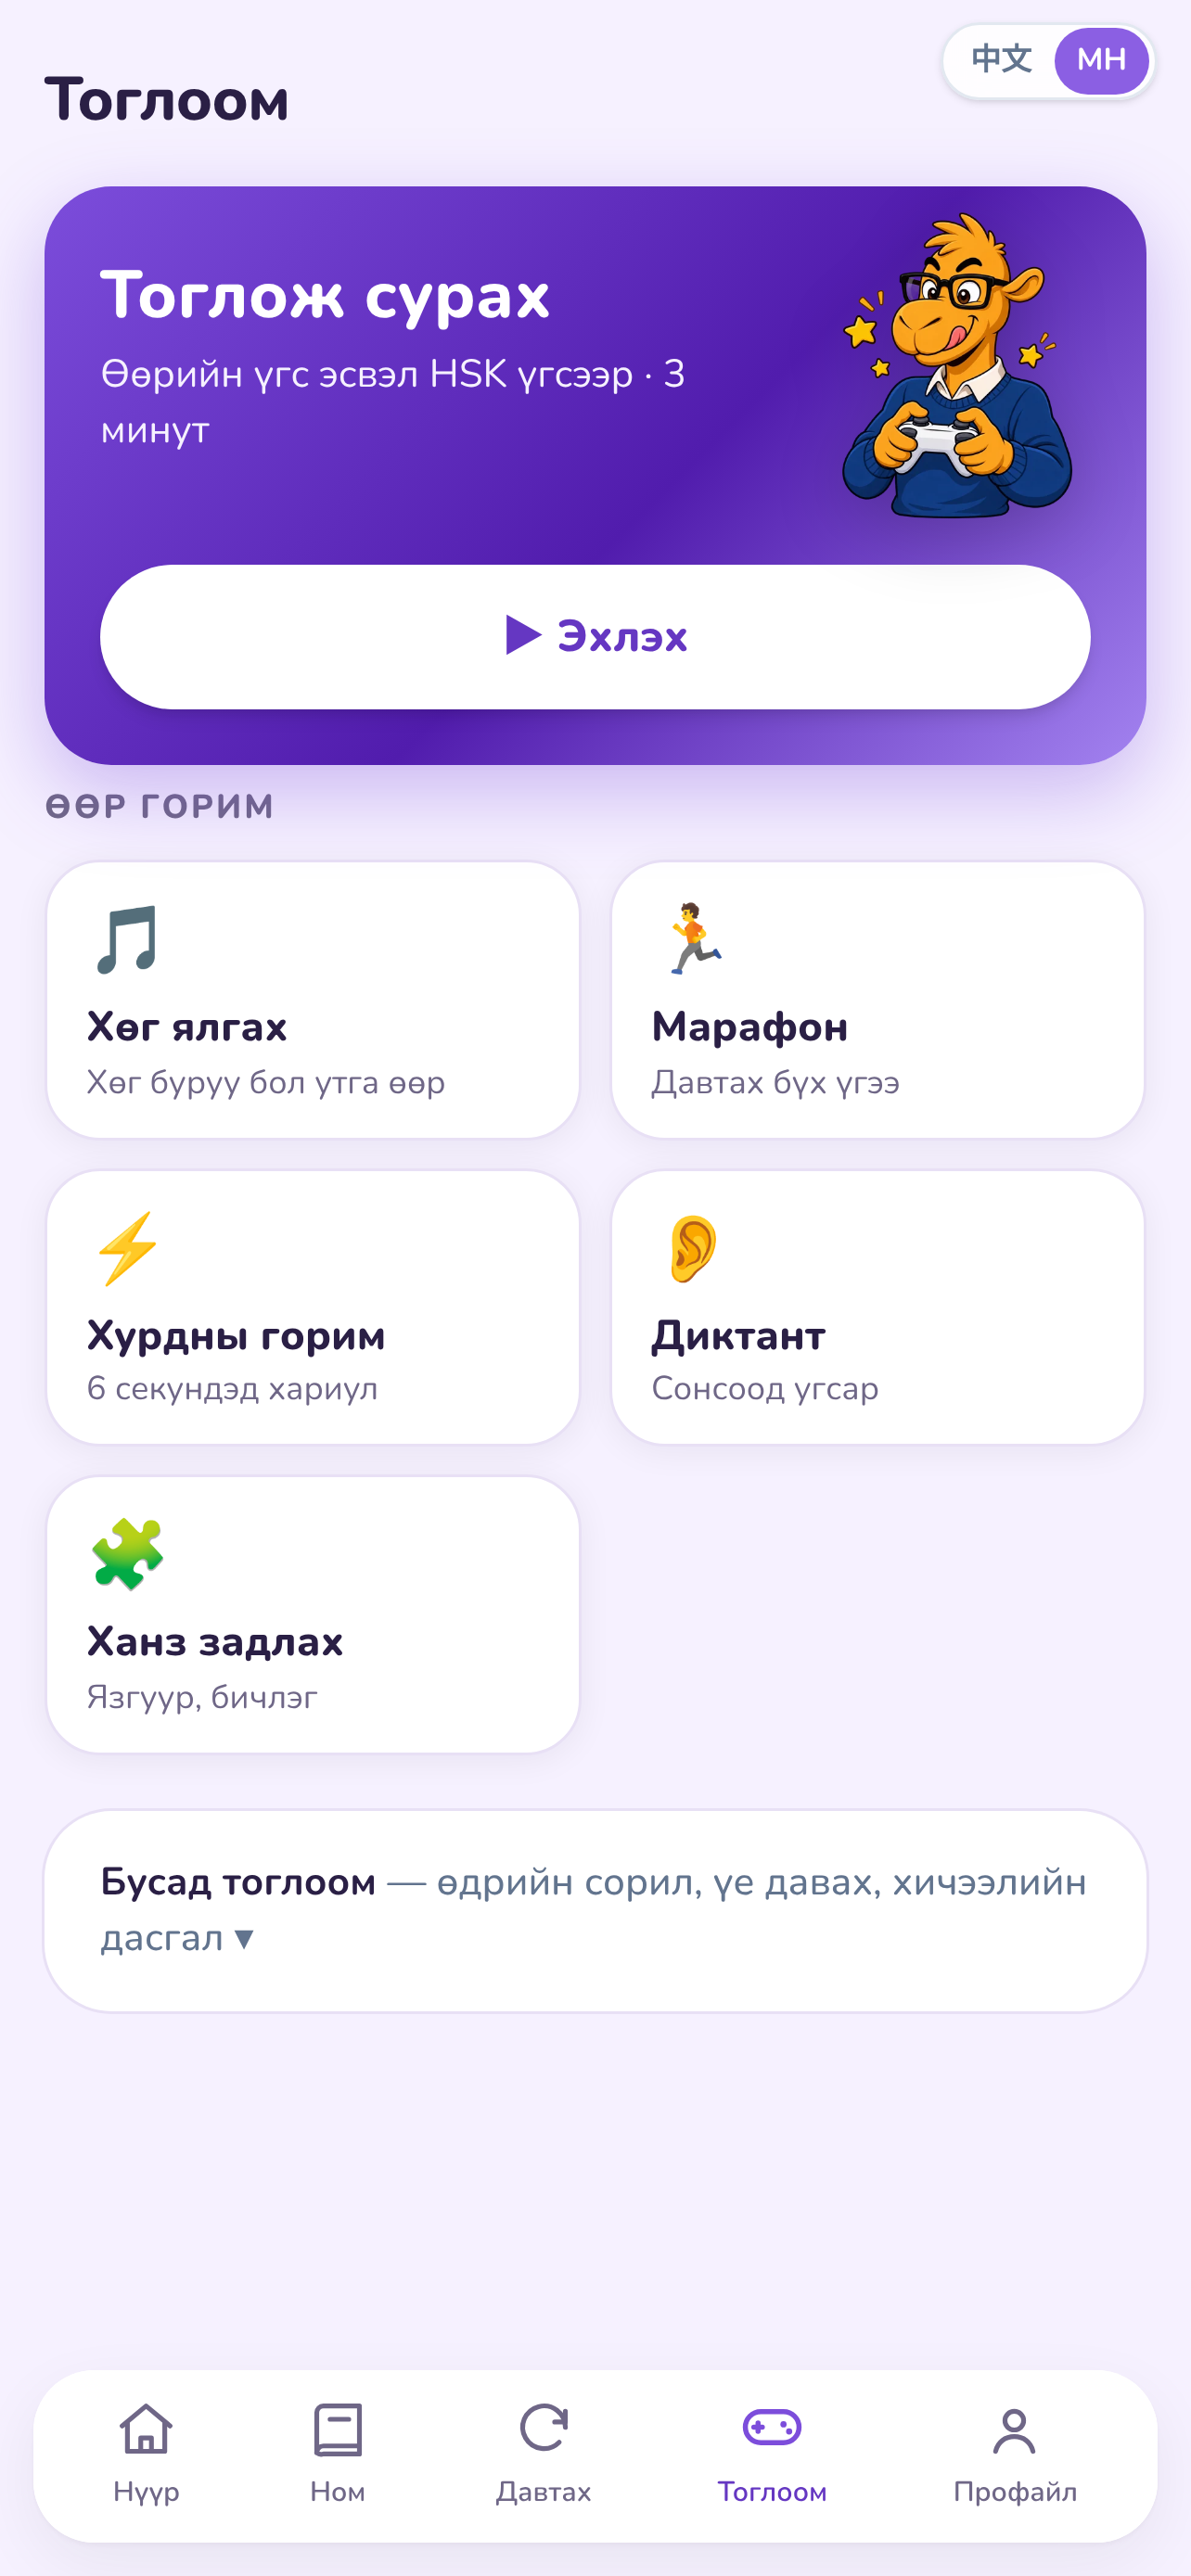 中文 MH
Тоглоом
Тоглож сурах
Өөрийн үгс эсвэл HSK үгсээр · 3
минут
▶ Эхлэх
ӨӨР ГОРИМ
Хөг ялгах
Хөг буруу бол утга өөр
Марафон
Давтах бүх үгээ
Хурдны горим
6 секундэд хариул
Диктант
Сонсоод угсар
Ханз задлах
Язгуур, бичлэг
Бусад тоглоом — өдрийн сорил, үе давах, хичээлийн
дасгал ▾
Нүүр
Ном
Давтах
Тоглоом
Профайл